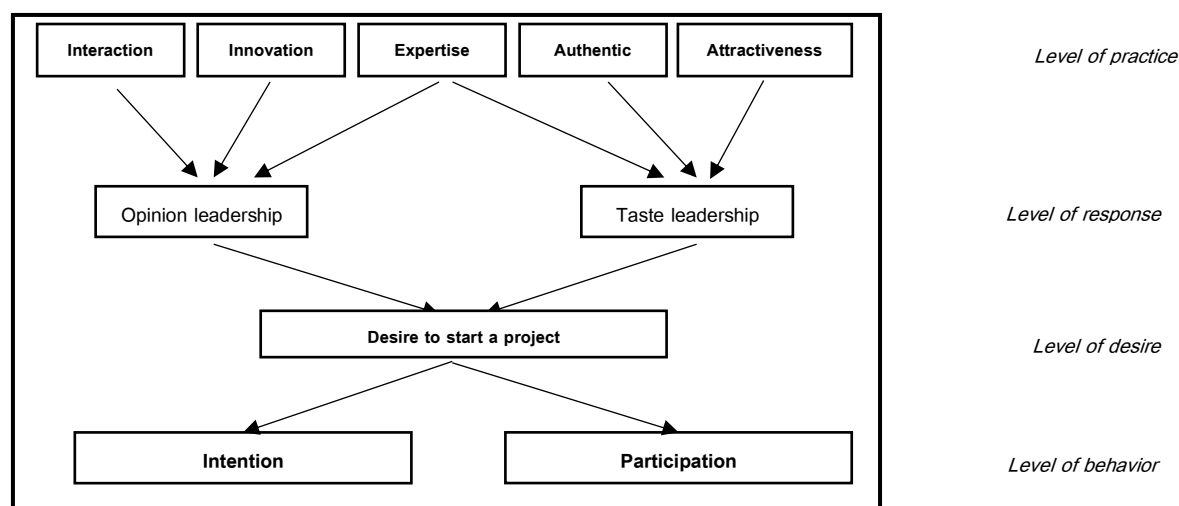 Interaction
Innovation
Expertise
Authentic
Attractiveness
Level of practice
Opinion leadership
Taste leadership
Level of response
Desire to start a project
Level of desire
Intention
Participation
Level of behavior